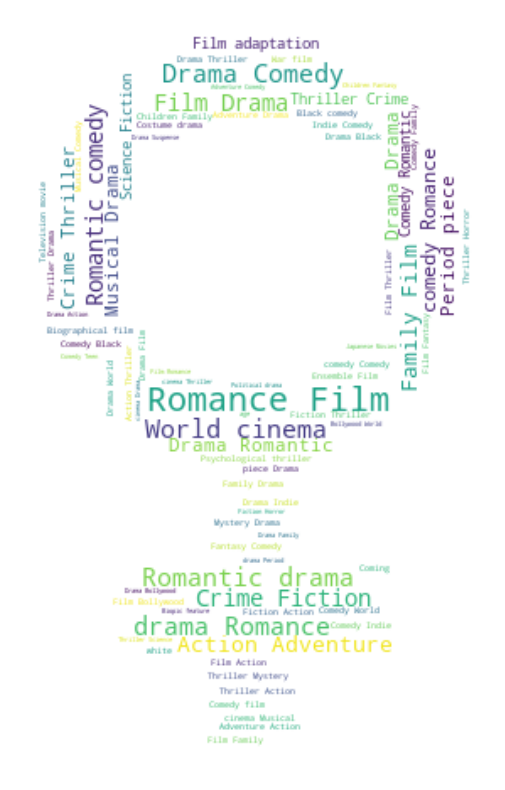 Film adaptation
Drama Thriller
War film
Drama Comedy
Adventure Comedy
Children Fantasy
Film Drama
Thriller Crime
Children Family
Adventure Drama
Black comedy
Costume drama
Indie Comedy
Drama Suspense
Drama Black
Science Fiction
Musical Comedy
Romantic comedy
Crime Thriller
Musical Drama
Television movie
Thriller Drama
Drama Action
Drama Drama
Comedy Romantic
Comedy Family
comedy Romance
Period piece
Thriller Horror
Film Thriller
Family Film
Film Fantasy
Biographical film
Comedy Black
Comedy Teen
Drama World
Action Thriller
cinema Drama
Drama Film
Japanese Movies
comedy Comedy
Film Romance
Ensemble Film
cinema Thriller
Political drama
Romance Film
age
Fiction Thriller
World cinema
Bollywood World
Drama Romantic
Psychological thriller
piece Drama
Family Drama
Drama Indie
Fiction Horror
Mystery Drama
Drama Family
Fantasy Comedy
drama Period
Coming
Romantic drama
Drama Bollywood
Crime Fiction
Film Bollywood
Biopic feature
Fiction Action
Comedy World
drama Romance
Comedy Indie
Thriller Science
Action Adventure
white
Film Action
Thriller Mystery
Thriller Action
Comedy film
cinema Musical
Adventure Action
Film Family